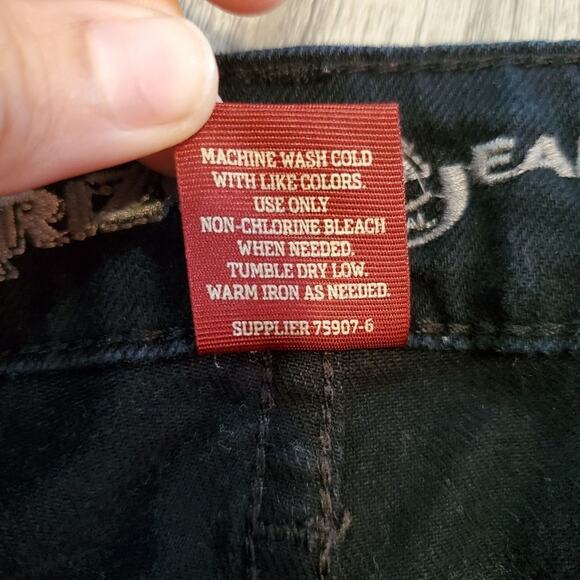 MACHINE WASH COLD
WITH LIKE COLORS.
USE ONLY
NON-CHLORINE BLEACH
WHEN NEEDED.
TUMBLE DRY LOW.
WARM IRON AS NEEDED.
SUPPLIER 75907-6